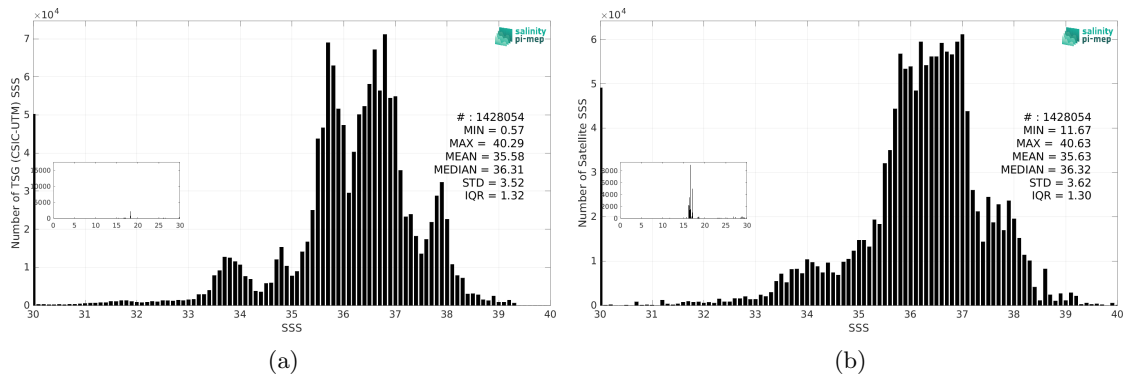 ×10⁴
salinity
pi-mep
# : 1428054
MIN = 0.57
MAX = 40.29
MEAN = 35.58
MEDIAN = 36.31
STD = 3.52
IQR = 1.32
Number of TSG (CSIC-UTM) SSS
7
6
5
4
3
2
1
0
15000
10000
5000
0
0 5 10 15 20 25 30
30 31 32 33 34 35 36 37 38 39 40
SSS
(a)
×10⁴
salinity
pi-mep
# : 1428054
MIN = 11.67
MAX = 40.63
MEAN = 35.63
MEDIAN = 36.32
STD = 3.62
IQR = 1.30
Number of Satellite SSS
6
5
4
3
2
1
0
8000
6000
4000
2000
0
0 5 10 15 20 25 30
30 31 32 33 34 35 36 37 38 39 40
SSS
(b)